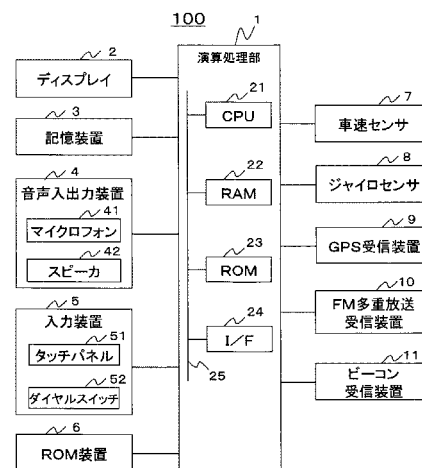 100
1
演算処理部
2
ディスプレイ
3
記憶装置
4
音声入出力装置
41
マイクロフォン
42
スピーカ
5
入力装置
51
タッチパネル
52
ダイヤルスイッチ
6
ROM装置
21
CPU
22
RAM
23
ROM
24
I/F
25
7
車速センサ
8
ジャイロセンサ
9
GPS受信装置
10
FM多重放送
受信装置
11
ビーコン
受信装置